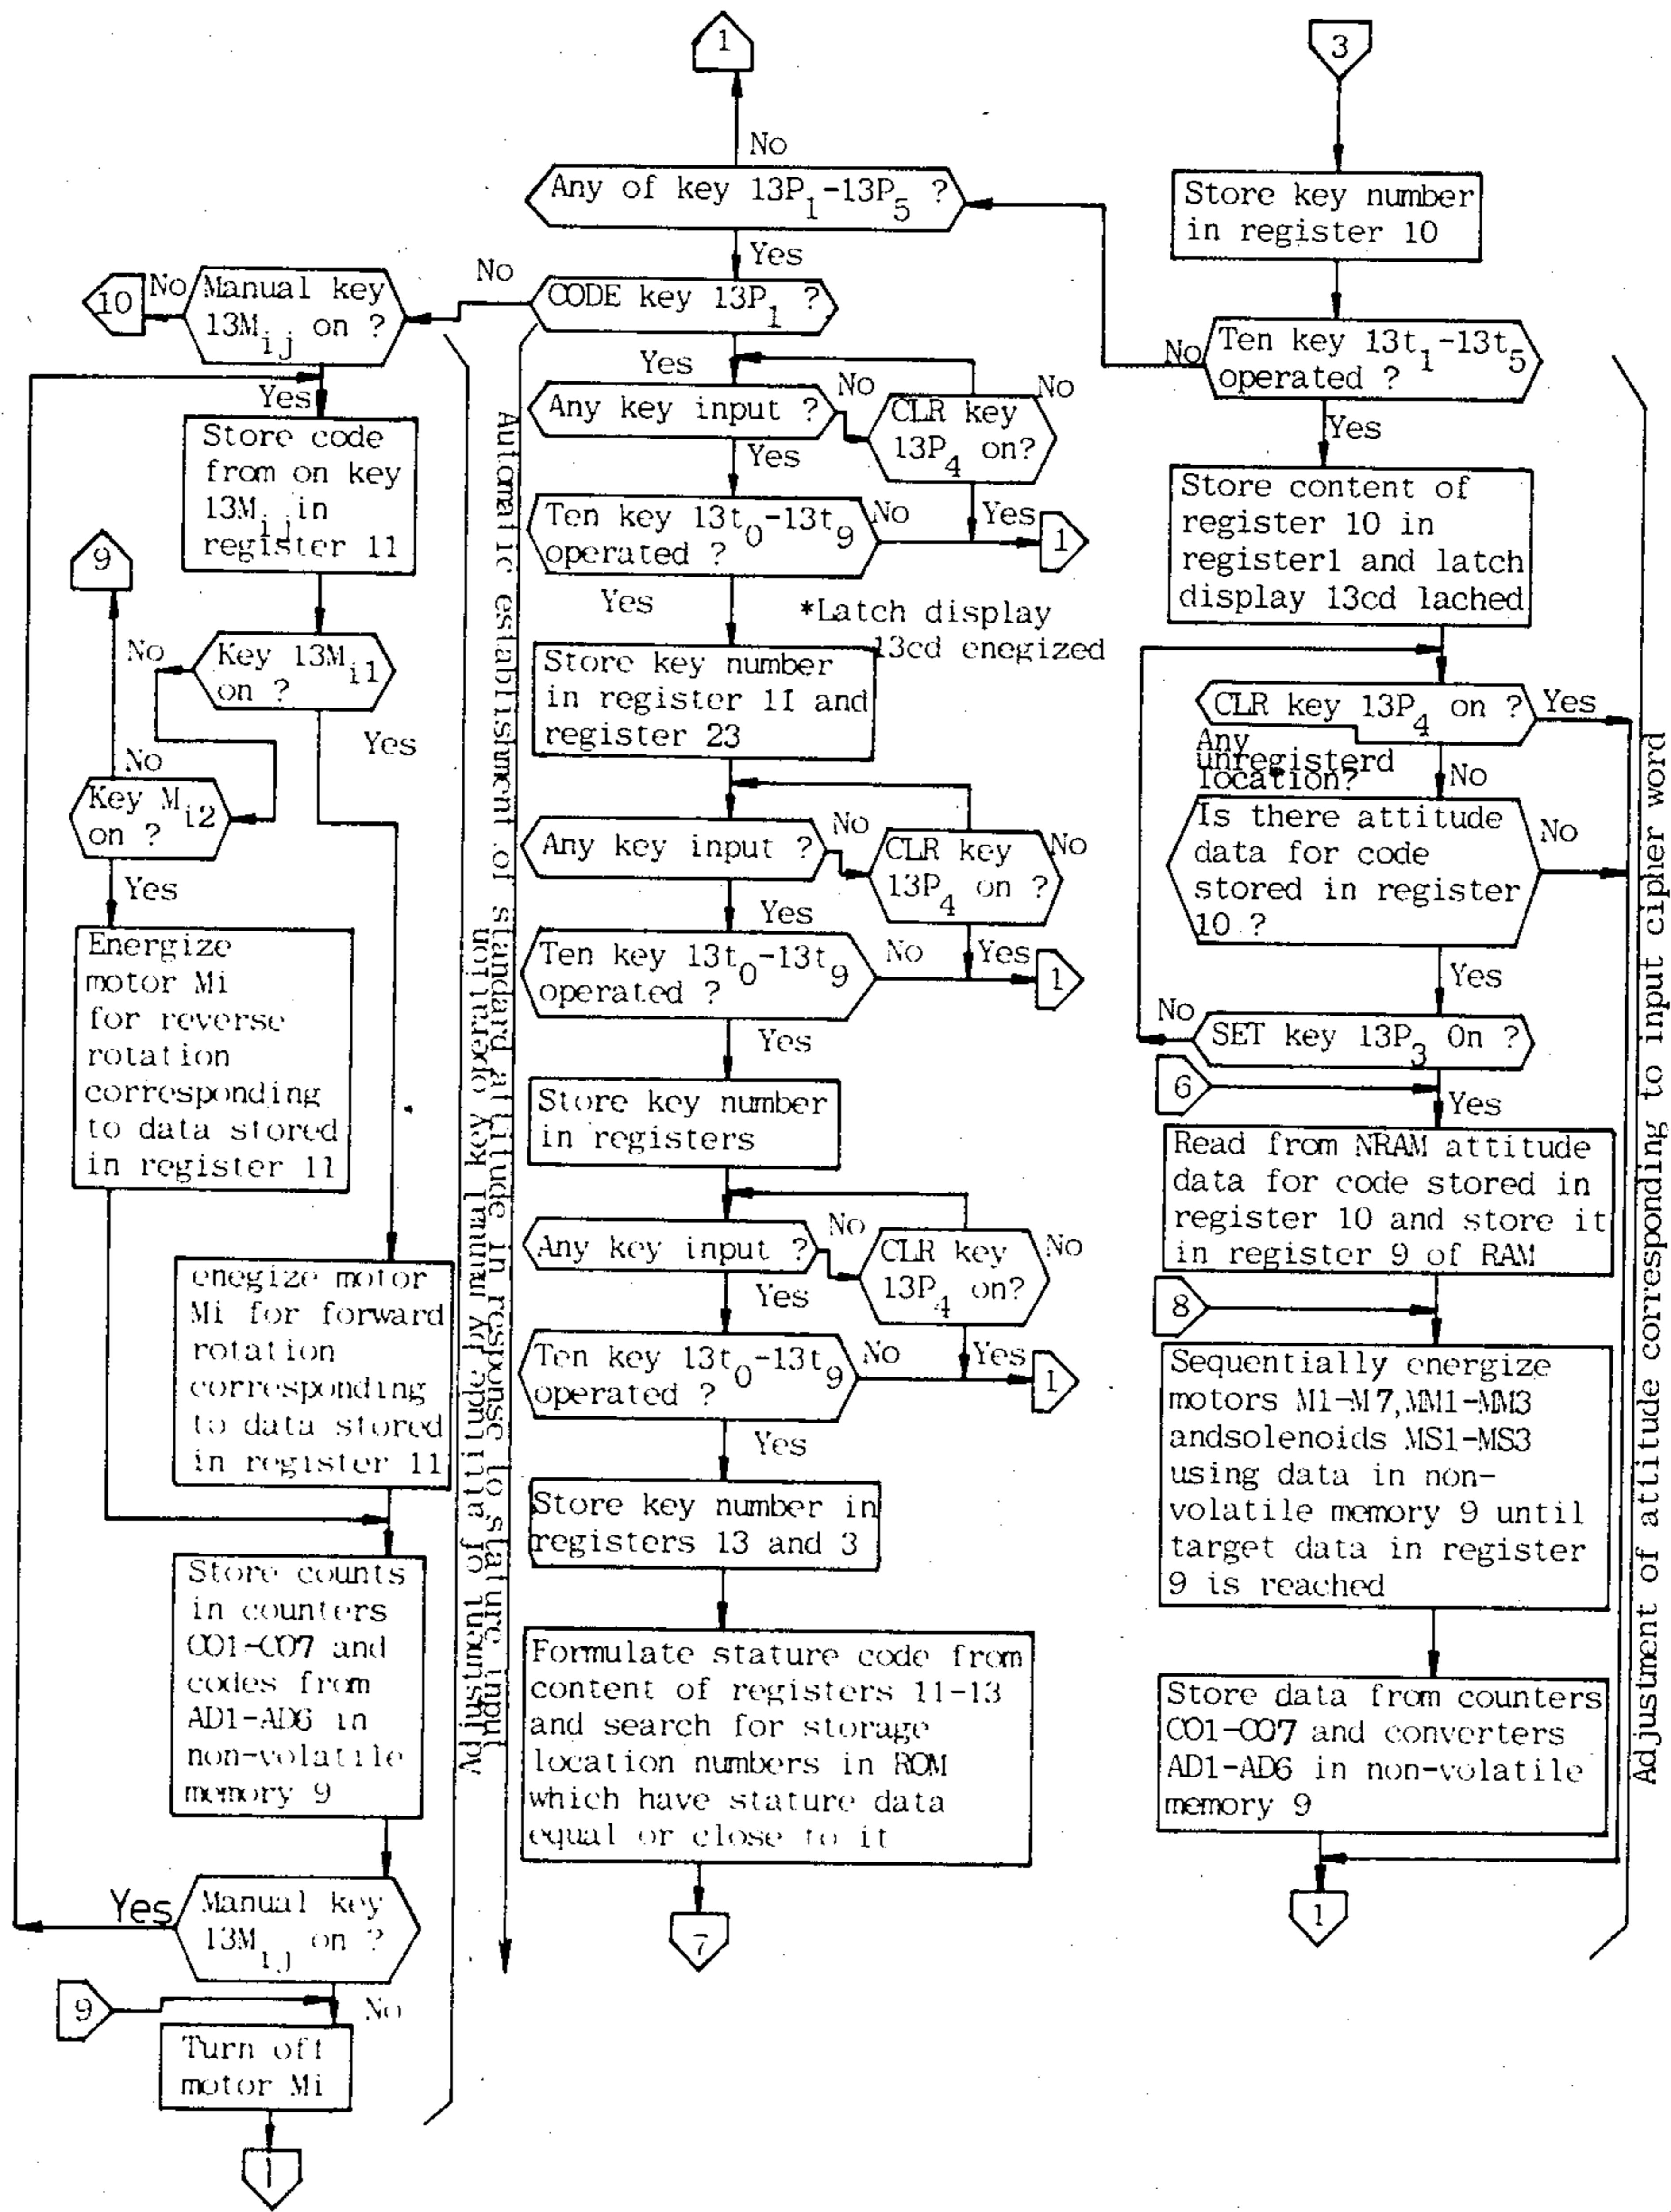 1
No
Any of key 13P1-13P5 ?
Yes
3
Store key number
in register 10
Ten key 13t1-13t5
operated ?
No
Yes
Store content of
register 10 in
register1 and latch
display 13cd lached
CLR key 13P4 on ?
Yes
Any
unregisterd
location?
No
Is there attitude
data for code
stored in register
10 ?
No
Yes
SET key 13P3 On ?
No
6
Yes
Read from NRAM attitude
data for code stored in
register 10 and store it
in register 9 of RAM
8
Sequentially energize
motors M1-M7,MM1-MM3
andsolenoids MS1-MS3
using data in non-
volatile memory 9 until
target data in register
9 is reached
Store data from counters
CO1-CO7 and converters
AD1-AD6 in non-volatile
memory 9
1
Adjustment of attitude corresponding to input cipher word
CODE key 13P1 ?
No
Yes
Any key input ?
No
CLR key
13P4 on?
No
Yes
Ten key 13t0-13t9
operated ?
No
Yes
1
Yes
*Latch display
13cd enegized
Store key number
in register 11 and
register 23
Any key input ?
No
CLR key
13P4 on ?
No
Yes
Ten key 13t0-13t9
operated ?
No
Yes
1
Yes
Store key number
in registers
Any key input ?
No
CLR key
13P4 on?
No
Yes
Ten key 13t0-13t9
operated ?
No
Yes
1
Yes
Store key number in
registers 13 and 3
Formulate stature code from
content of registers 11-13
and search for storage
location numbers in ROM
which have stature data
equal or close to it
7
Automatic establisment of standard attitude in response to stature input
Adjustment of attitude by manual key operation
10
No
Manual key
13Mij on ?
Yes
Store code
from on key
13Mij in
register 11
9
No
Key 13Mi1
on ?
Yes
No
Key Mi2
on ?
Yes
Energize
motor Mi
for reverse
rotation
corresponding
to data stored
in register 11
enegize motor
Mi for forward
rotation
corresponding
to data stored
in register 11
Store counts
in counters
CO1-CO7 and
codes from
AD1-AD6 in
non-volatile
memory 9
Yes
Manual key
13Mij on ?
9
No
Turn off
motor Mi
1